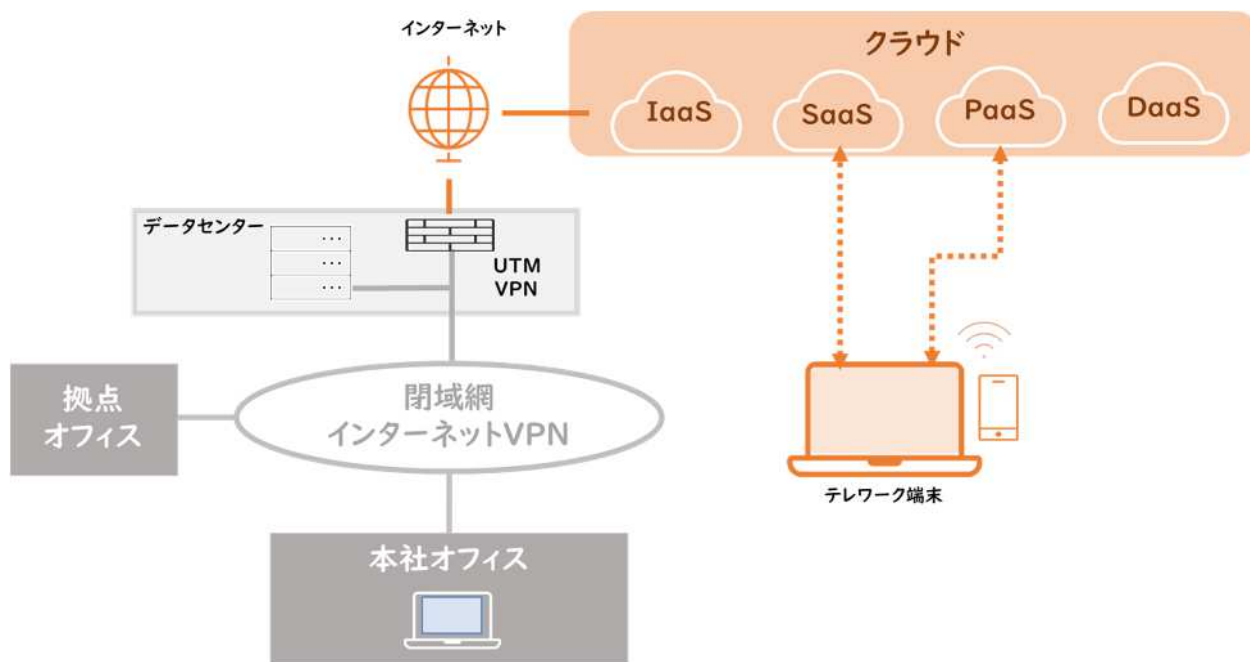 インターネット
クラウド
IaaS
SaaS
PaaS
DaaS
データセンター
UTM
VPN
拠点
オフィス
閉域網
インターネットVPN
テレワーク端末
本社オフィス